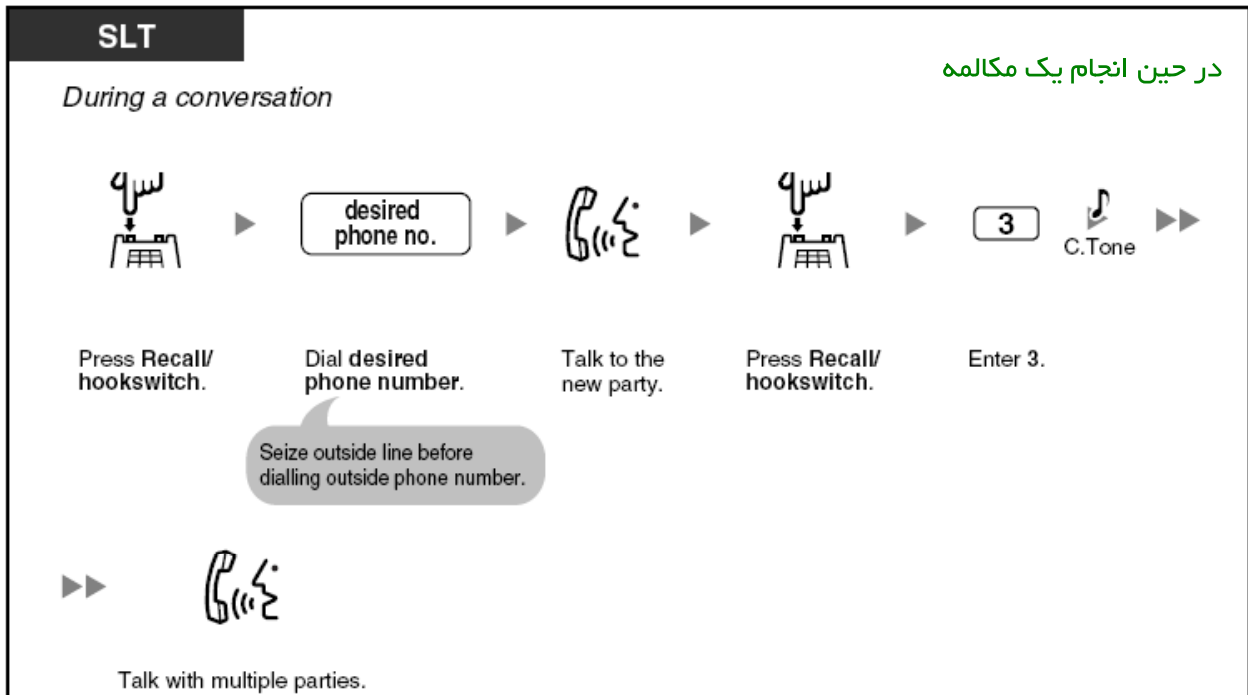 SLT
در حین انجام یک مکالمه
During a conversation
desired
phone no.
3
C.Tone
Press Recall/
hookswitch.
Dial desired
phone number.
Talk to the
new party.
Press Recall/
hookswitch.
Enter 3.
Seize outside line before
dialling outside phone number.
Talk with multiple parties.